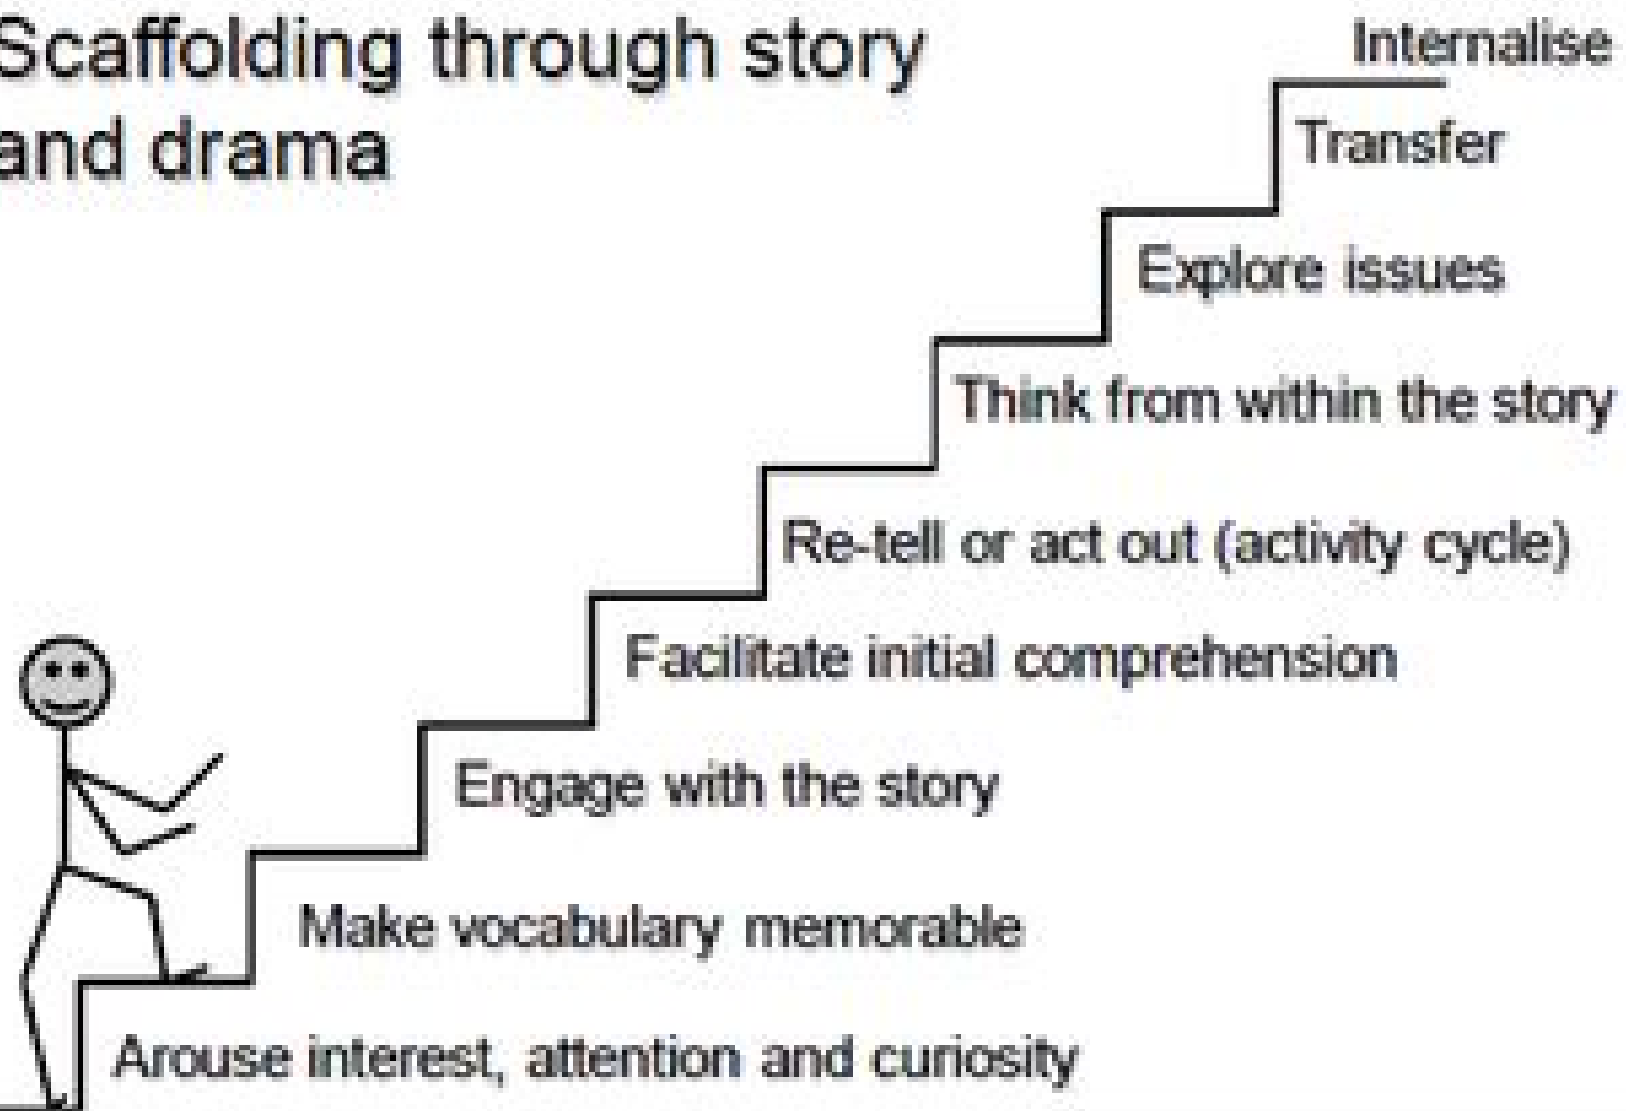 Scaffolding through story
and drama
Internalise
Transfer
Explore issues
Think from within the story
Re-tell or act out (activity cycle)
Facilitate initial comprehension
Engage with the story
Make vocabulary memorable
Arouse interest, attention and curiosity